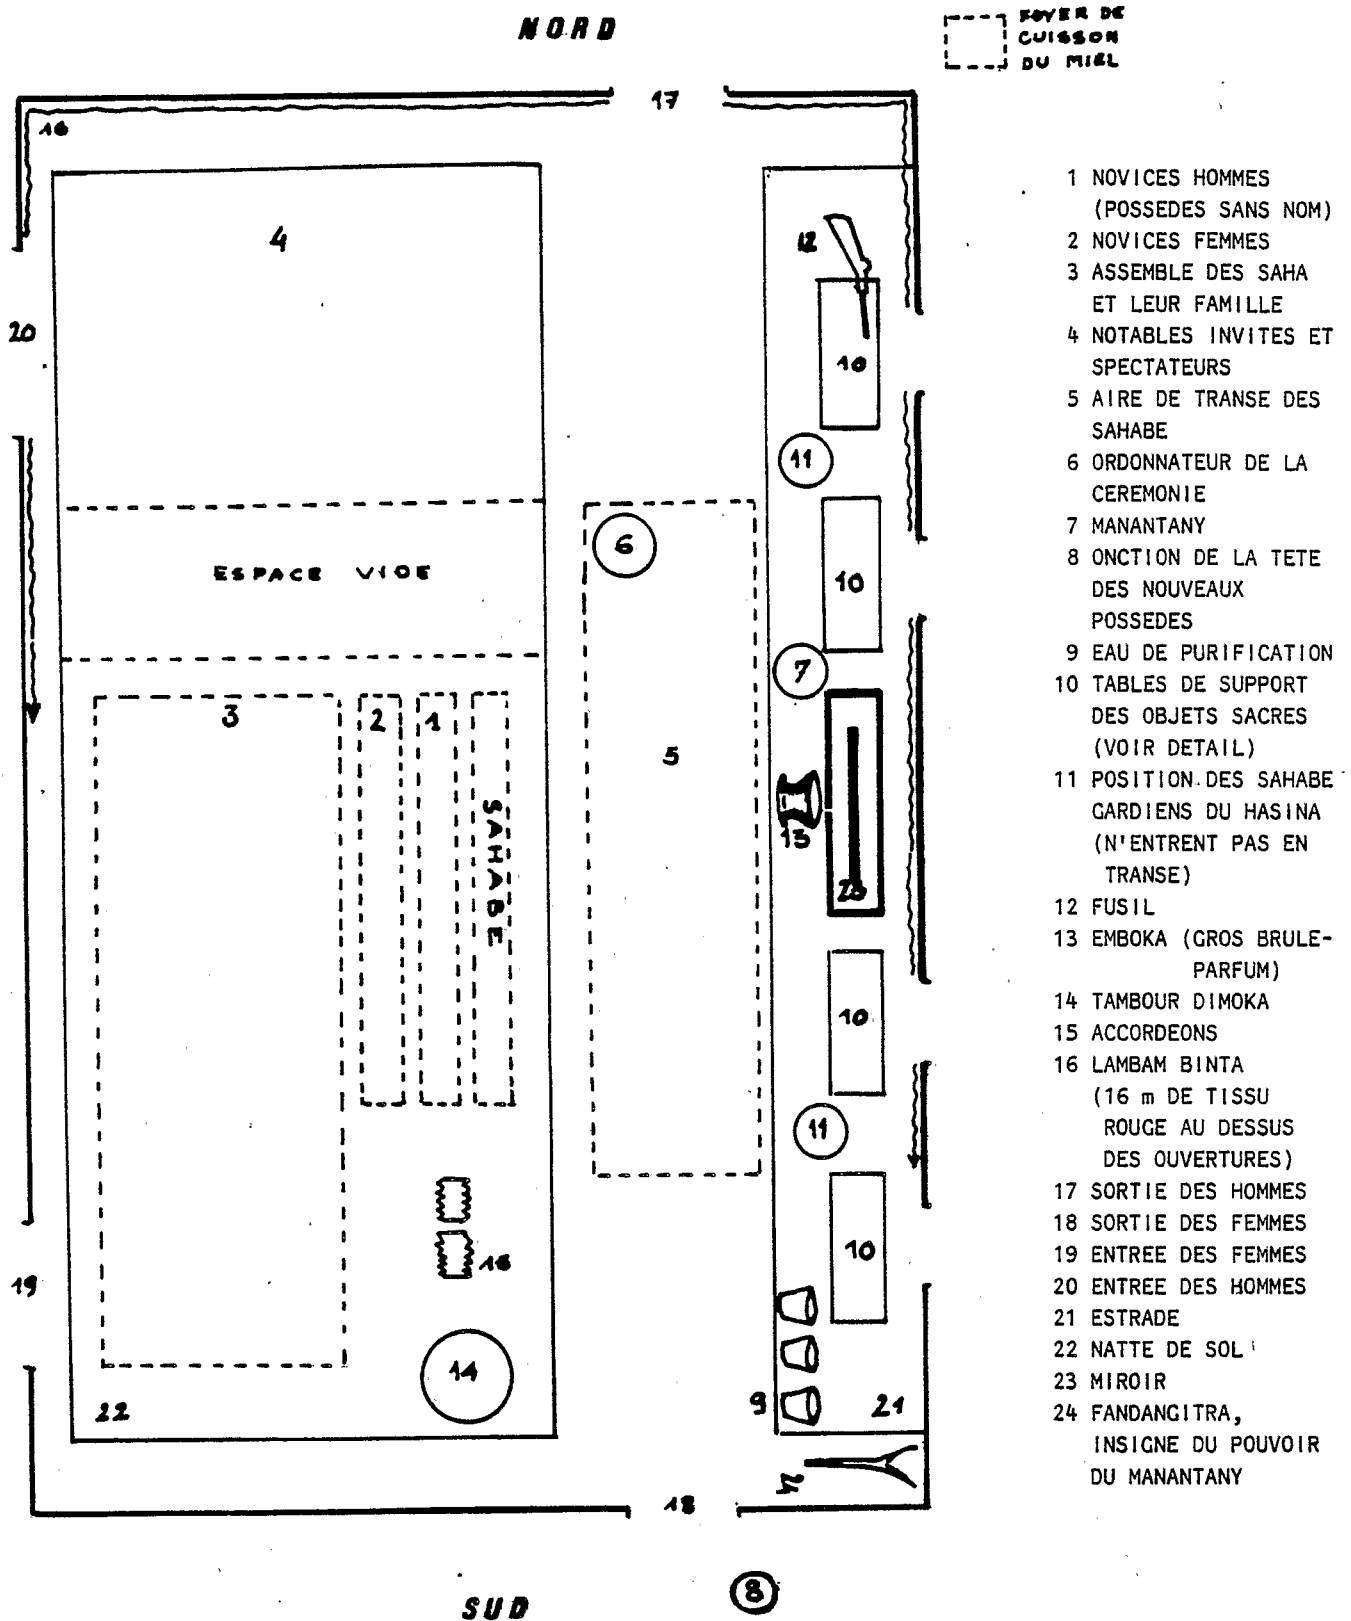 NORD
FOYER DE
CUISSON
DU MIEL
17
16
4
12
20
10
11
6
ESPACE VIDE
10
7
3
2
1
5
SAHABE
13
23
10
11
16
10
19
14
22
9
21
24
18
8
SUD
1 NOVICES HOMMES
(POSSEDES SANS NOM)
2 NOVICES FEMMES
3 ASSEMBLE DES SAHA
ET LEUR FAMILLE
4 NOTABLES INVITES ET
SPECTATEURS
5 AIRE DE TRANSE DES
SAHABE
6 ORDONNATEUR DE LA
CEREMONIE
7 MANANTANY
8 ONCTION DE LA TETE
DES NOUVEAUX
POSSEDES
9 EAU DE PURIFICATION
10 TABLES DE SUPPORT
DES OBJETS SACRES
(VOIR DETAIL)
11 POSITION DES SAHABE
GARDIENS DU HASINA
(N'ENTRENT PAS EN
TRANSE)
12 FUSIL
13 EMBOKA (GROS BRULE-
PARFUM)
14 TAMBOUR DIMOKA
15 ACCORDEONS
16 LAMBAM BINTA
(16 m DE TISSU
ROUGE AU DESSUS
DES OUVERTURES)
17 SORTIE DES HOMMES
18 SORTIE DES FEMMES
19 ENTREE DES FEMMES
20 ENTREE DES HOMMES
21 ESTRADE
22 NATTE DE SOL
23 MIROIR
24 FANDANGITRA,
INSIGNE DU POUVOIR
DU MANANTANY